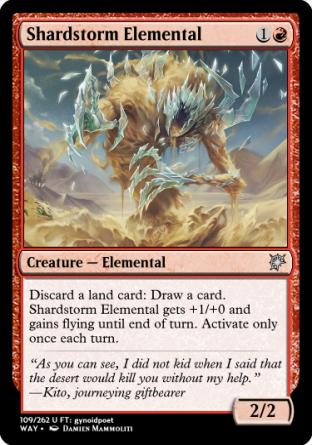 Shardstorm Elemental 1
Creature — Elemental
Discard a land card: Draw a card.
Shardstorm Elemental gets +1/+0 and
gains flying until end of turn. Activate only
once each turn.
“As you can see, I did not kid when I said that
the desert would kill you without my help.”
—Kito, journeying giftbearer
2/2
109/262 U FT: gynoidpoet
WAY • Damien Mammoliti